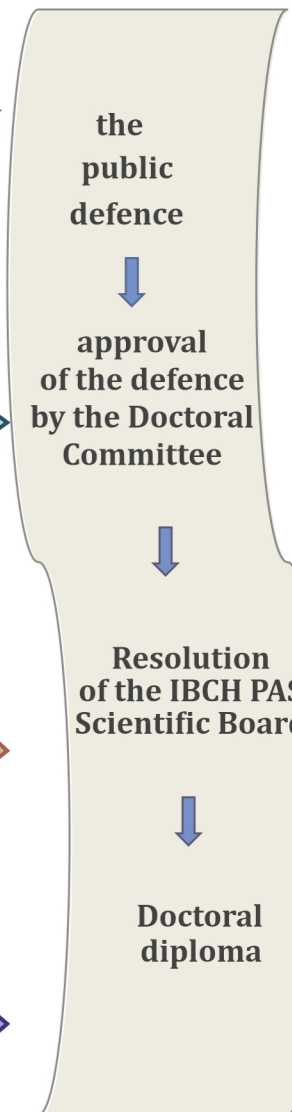 the
public
defence
approval
of the defence
by the Doctoral
Committee
Resolution
of the IBCH PAS
Scientific Board
Doctoral
diploma